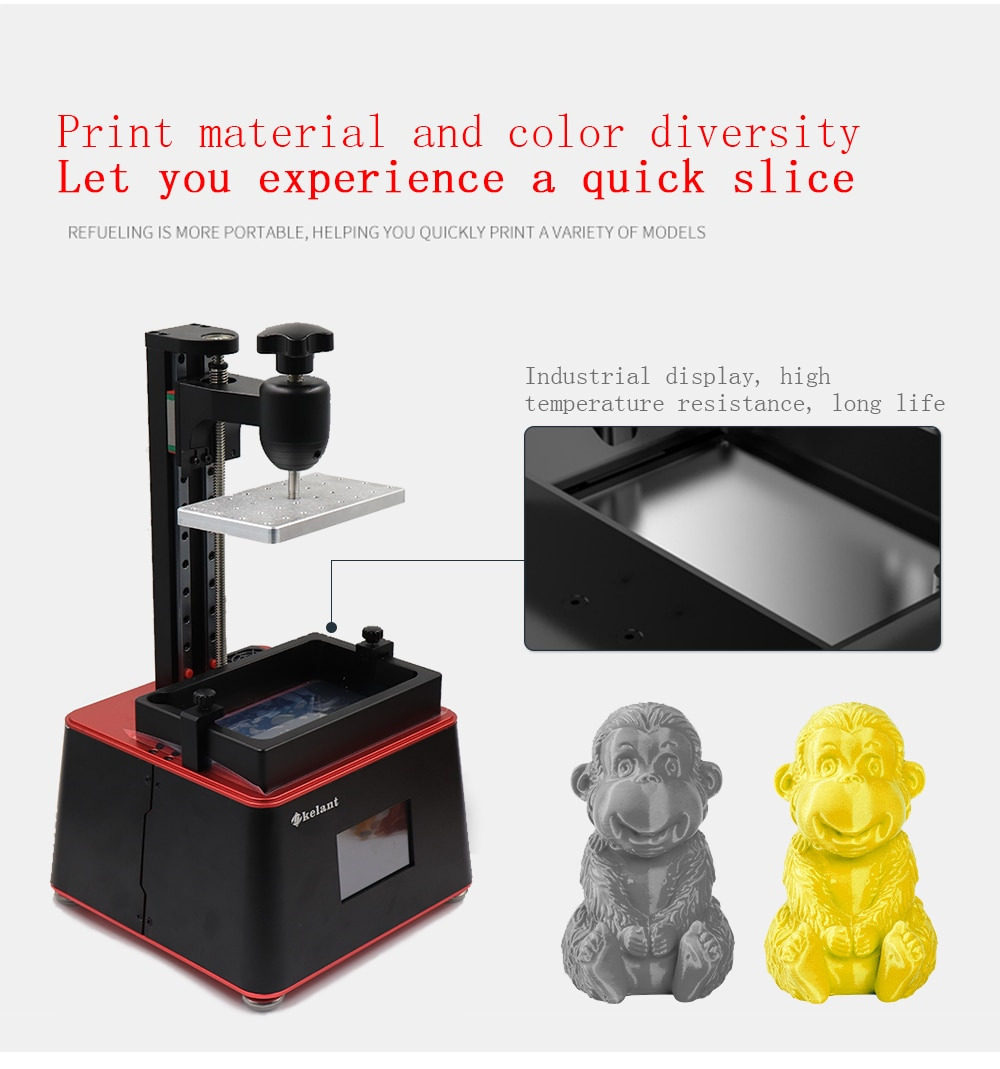 Print material and color diversity
Let you experience a quick slice
REFUELING IS MORE PORTABLE, HELPING YOU QUICKLY PRINT A VARIETY OF MODELS
Industrial display, high
temperature resistance, long life
kelant